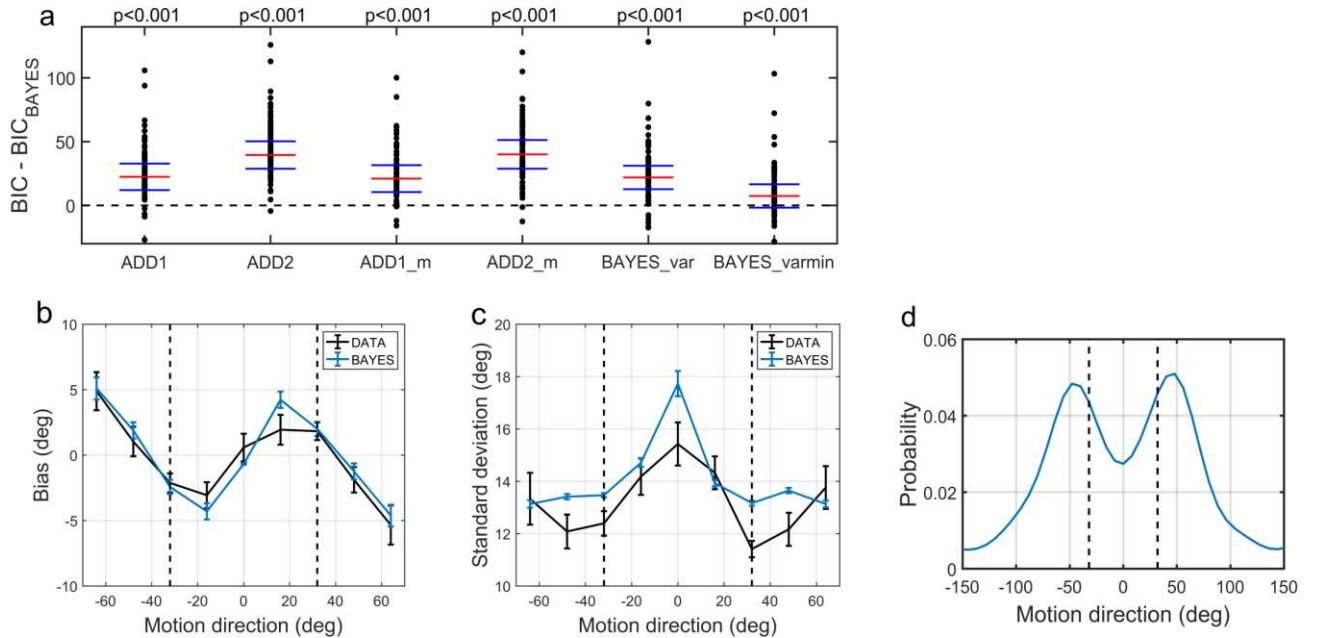 a
p<0.001 p<0.001 p<0.001 p<0.001 p<0.001 p<0.001
BIC - BIC_BAYES
100
50
0
ADD1 ADD2 ADD1_m ADD2_m BAYES_var BAYES_varmin
b
Bias (deg)
10
5
0
-5
-10
DATA
BAYES
-60 -40 -20 0 20 40 60
Motion direction (deg)
c
Standard deviation (deg)
20
18
16
14
12
10
DATA
BAYES
-60 -40 -20 0 20 40 60
Motion direction (deg)
d
Probability
0.06
0.04
0.02
0
-150 -100 -50 0 50 100 150
Motion direction (deg)